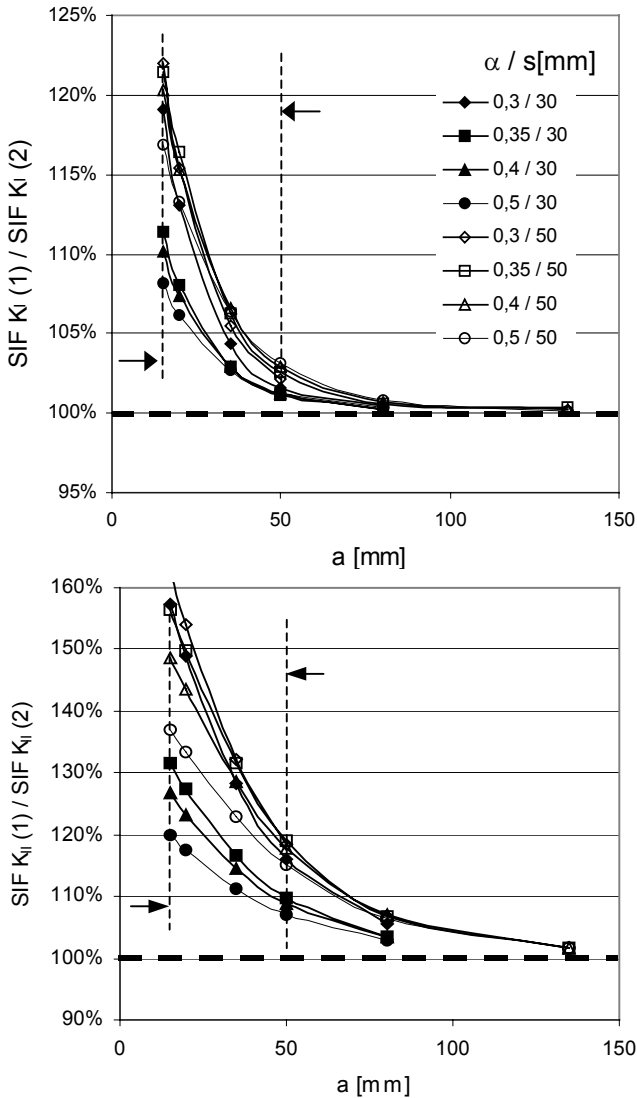 125%
120%
115%
110%
105%
100%
95%
SIF KI (1) / SIF KI (2)
α / s[mm]
0,3 / 30
0,35 / 30
0,4 / 30
0,5 / 30
0,3 / 50
0,35 / 50
0,4 / 50
0,5 / 50
0 50 100 150
a [mm]
160%
150%
140%
130%
120%
110%
100%
90%
SIF KII (1) / SIF KII (2)
0 50 100 150
a [mm]